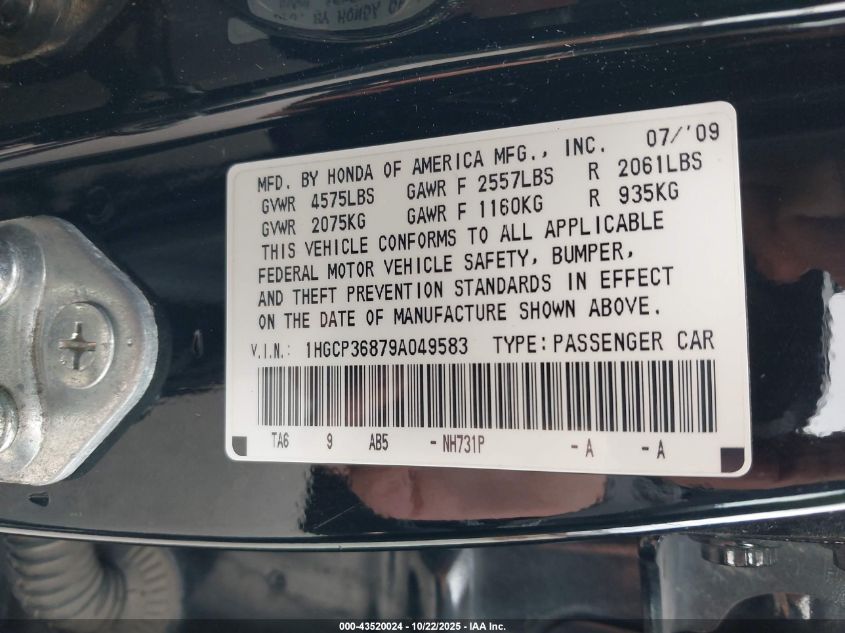 MFD. BY HONDA OF AMERICA MFG., INC. 07/'09
GVWR 4575LBS GAWR F 2557LBS R 2061LBS
GVWR 2075KG GAWR F 1160KG R 935KG
THIS VEHICLE CONFORMS TO ALL APPLICABLE
FEDERAL MOTOR VEHICLE SAFETY, BUMPER,
AND THEFT PREVENTION STANDARDS IN EFFECT
ON THE DATE OF MANUFACTURE SHOWN ABOVE.
V.I.N.: 1HGCP36879A049583 TYPE: PASSENGER CAR
TA6 9 AB5 - NH731P - A - A
000-43520024 - 10/22/2025 - IAA Inc.